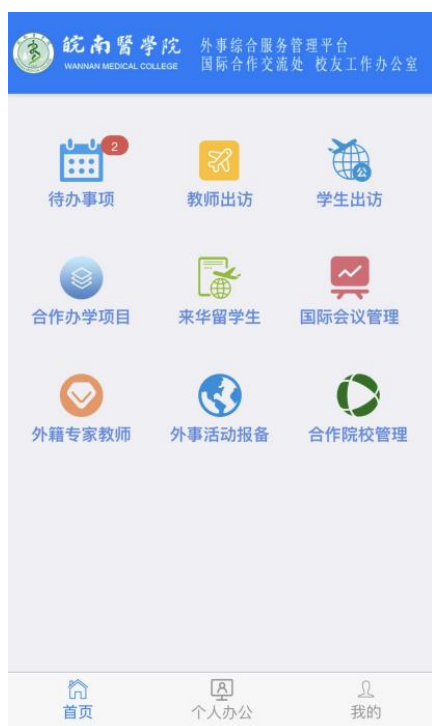 皖南醫學院 外事综合服务管理平台
WANNAN MEDICAL COLLEGE 国际合作交流处 校友工作办公室
2
待办事项 教师出访 学生出访
公
合作办学项目 来华留学生 国际会议管理
外籍专家教师 外事活动报备 合作院校管理
首页 个人办公 我的